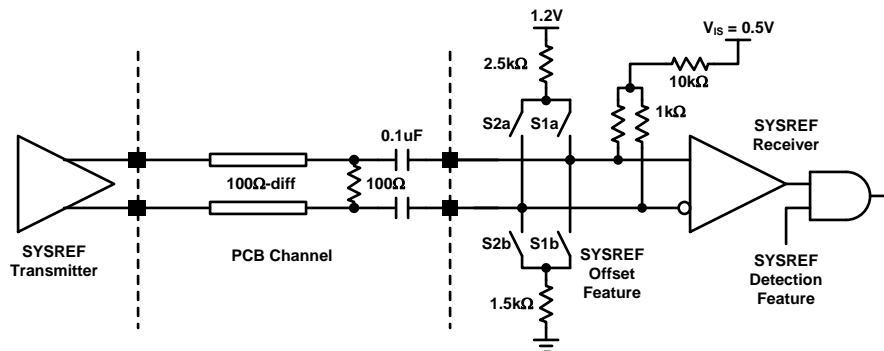 1.2V
V_IS = 0.5V
2.5kΩ
10kΩ
S2a
S1a
1kΩ
0.1uF
SYSREF
Receiver
100Ω-diff
100Ω
SYSREF
Transmitter
PCB Channel
S2b
S1b
SYSREF
Offset
Feature
SYSREF
Detection
Feature
1.5kΩ